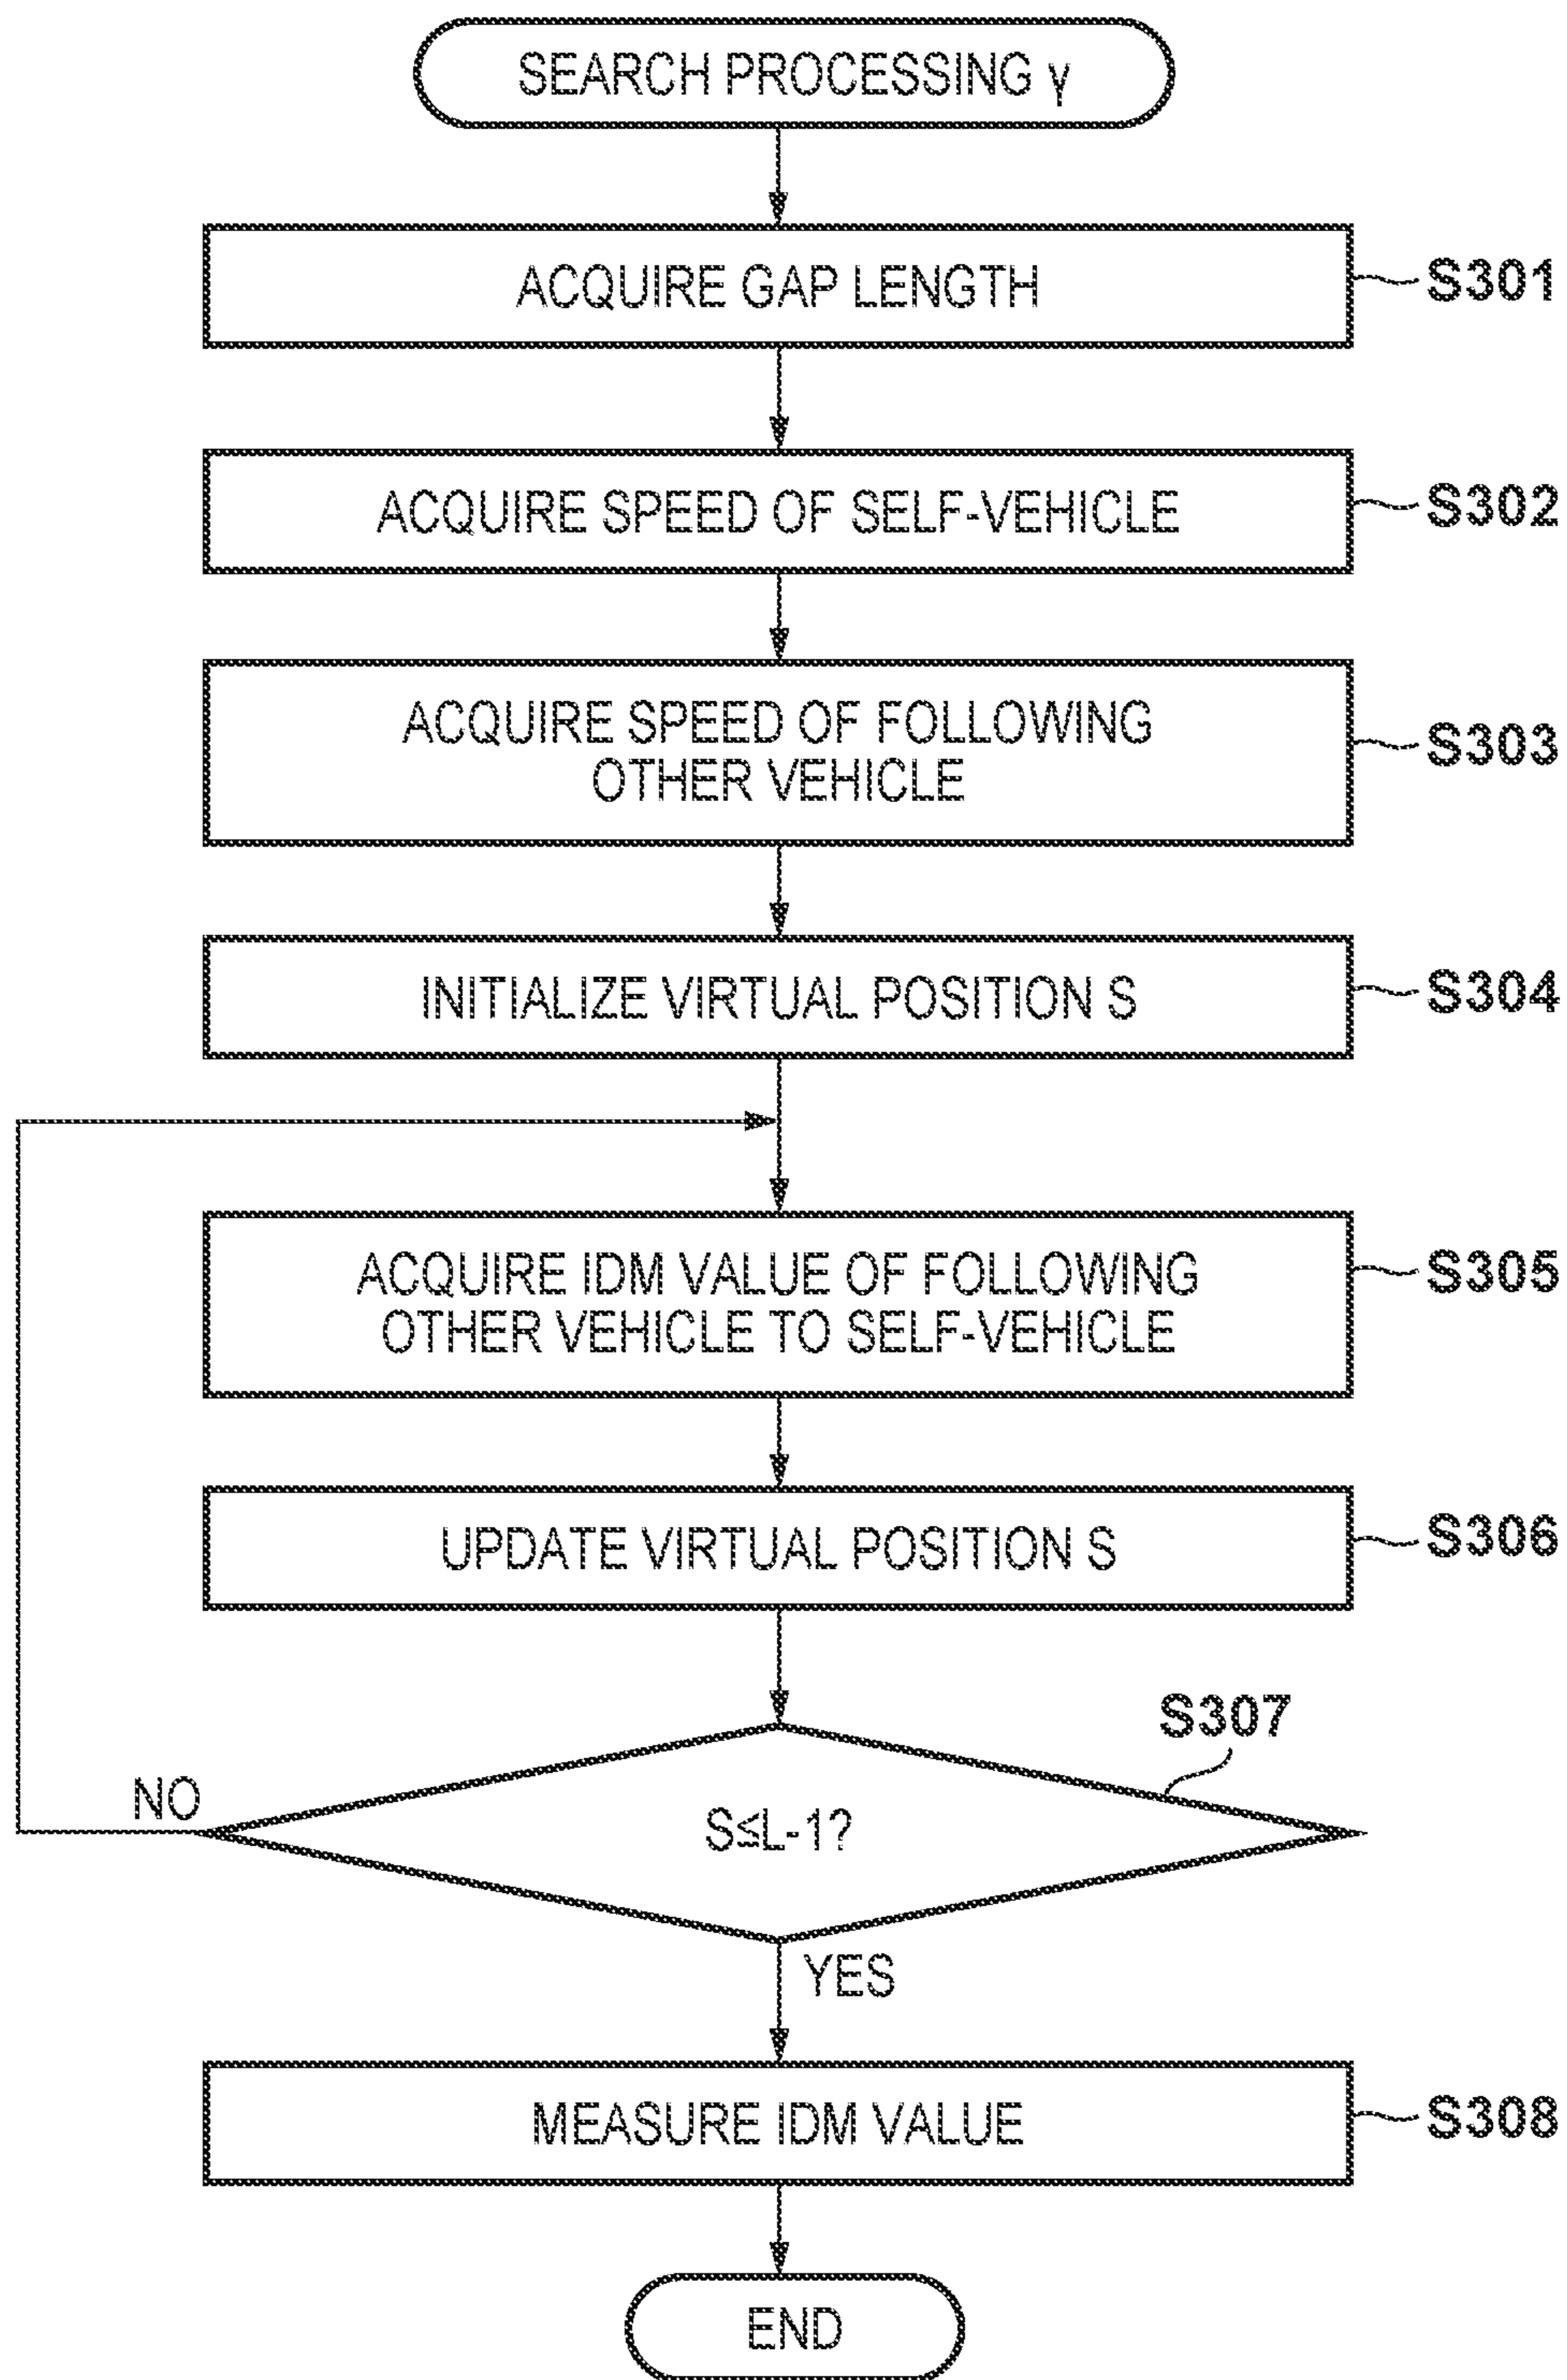 SEARCH PROCESSING γ
ACQUIRE GAP LENGTH
S301
ACQUIRE SPEED OF SELF-VEHICLE
S302
ACQUIRE SPEED OF FOLLOWING
OTHER VEHICLE
S303
INITIALIZE VIRTUAL POSITION S
S304
ACQUIRE IDM VALUE OF FOLLOWING
OTHER VEHICLE TO SELF-VEHICLE
S305
UPDATE VIRTUAL POSITION S
S306
S307
NO
S≦L-1?
YES
MEASURE IDM VALUE
S308
END